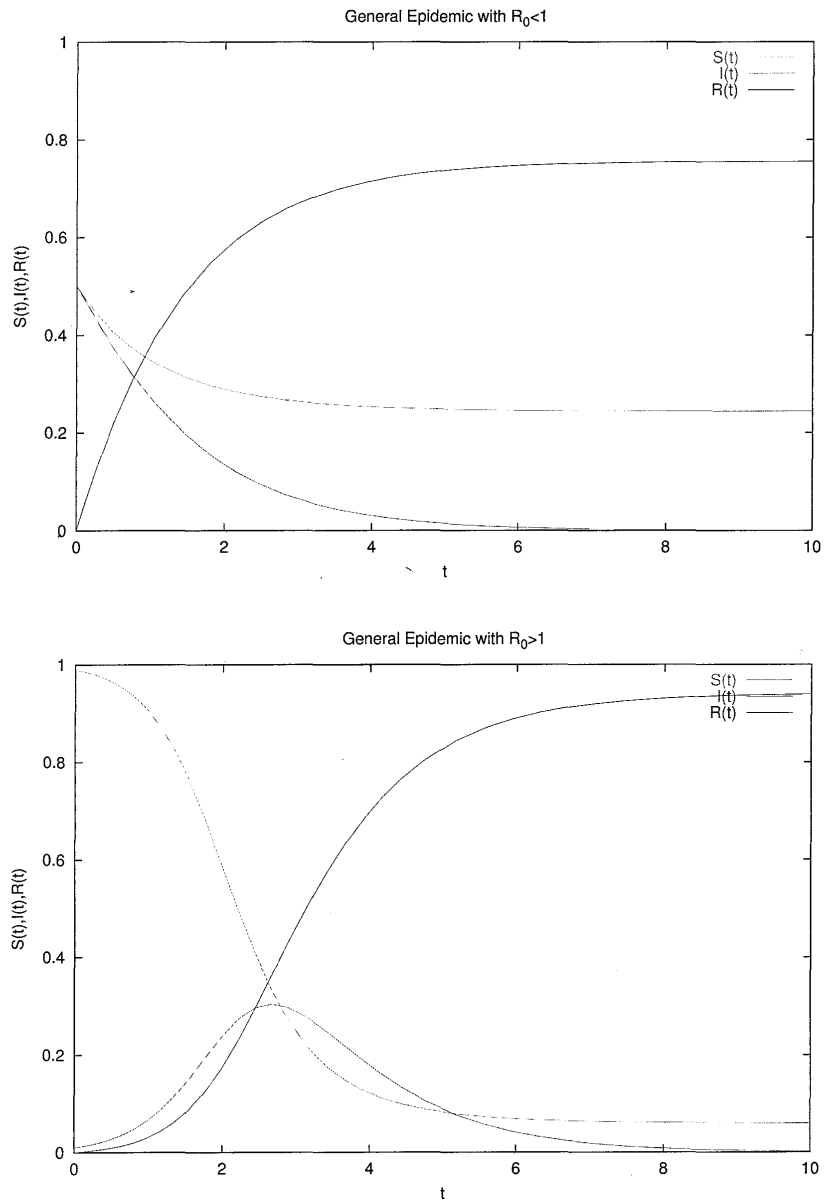 General Epidemic with R₀<1
1
S(t)
I(t)
R(t)
0.8
0.6
S(t),I(t),R(t)
0.4
0.2
0
0 2 4 6 8 10
t
General Epidemic with R₀>1
1
S(t)
I(t)
R(t)
0.8
0.6
S(t),I(t),R(t)
0.4
0.2
0
0 2 4 6 8 10
t